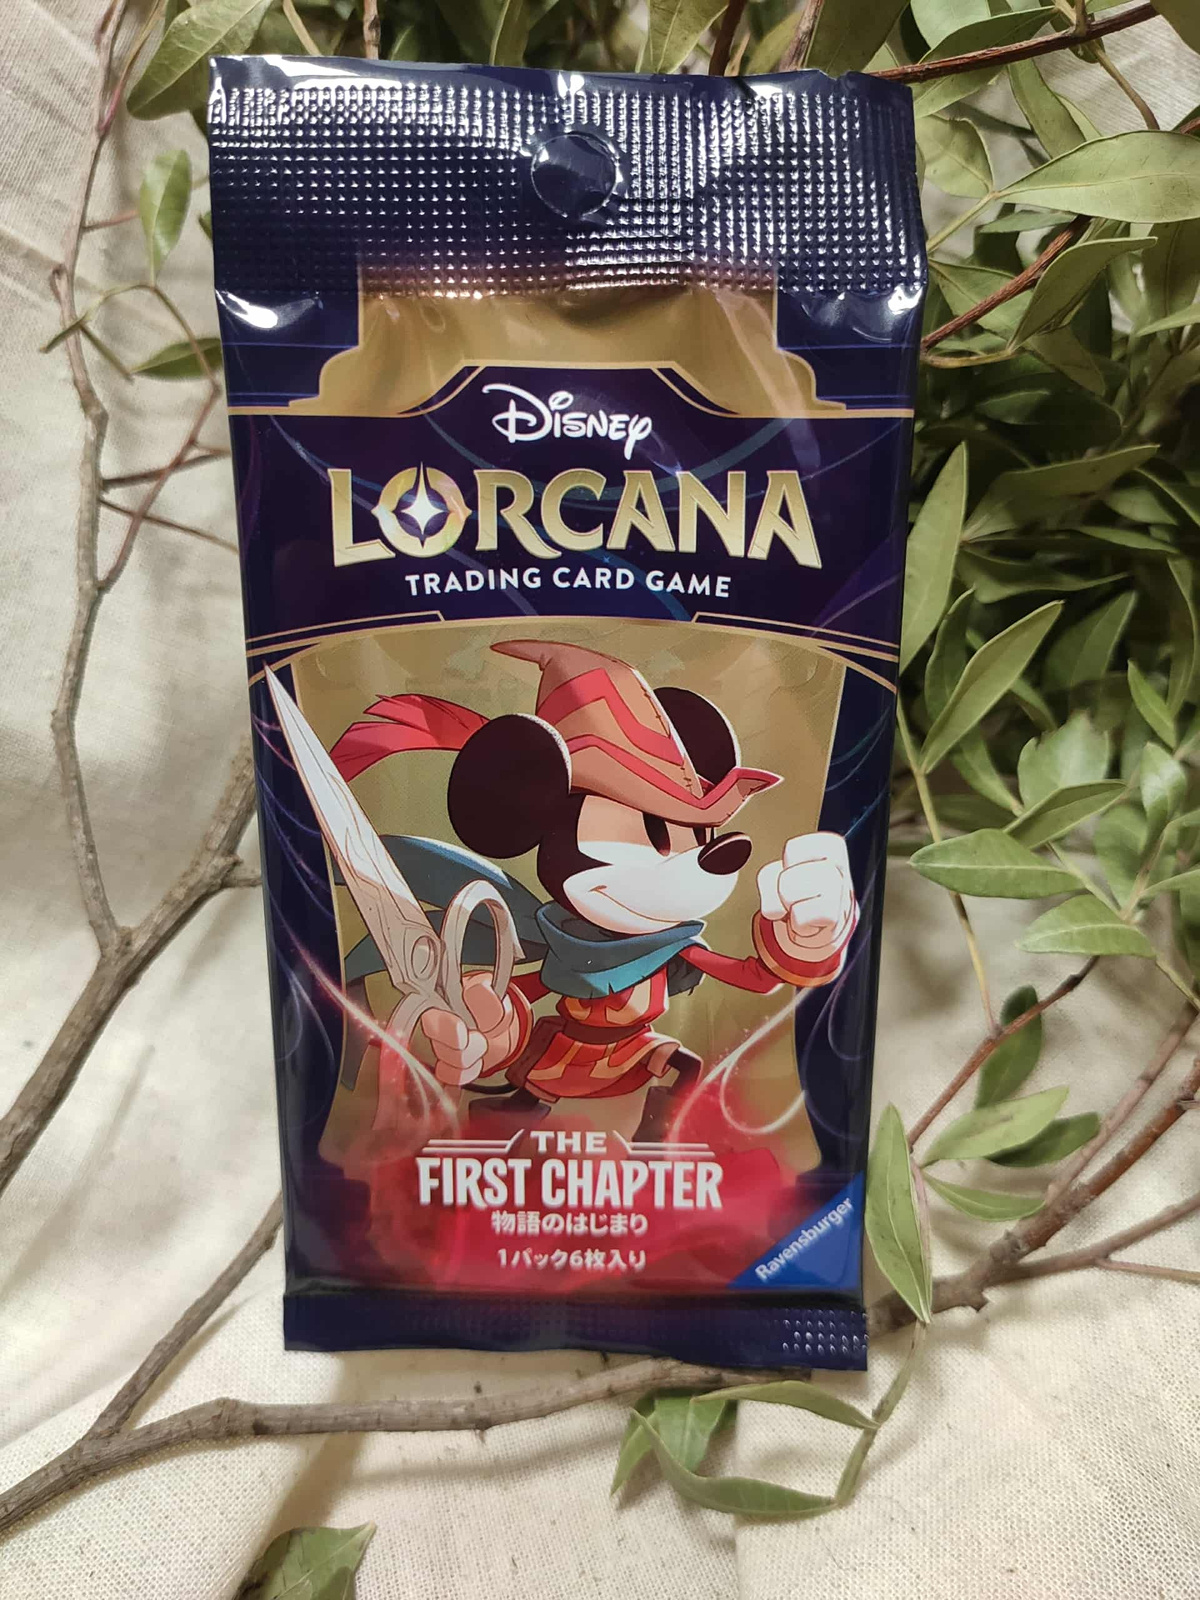 Disney
LORCANA
TRADING CARD GAME
THE
FIRST CHAPTER
物語のはじまり
1パック6枚入り
Ravensburger